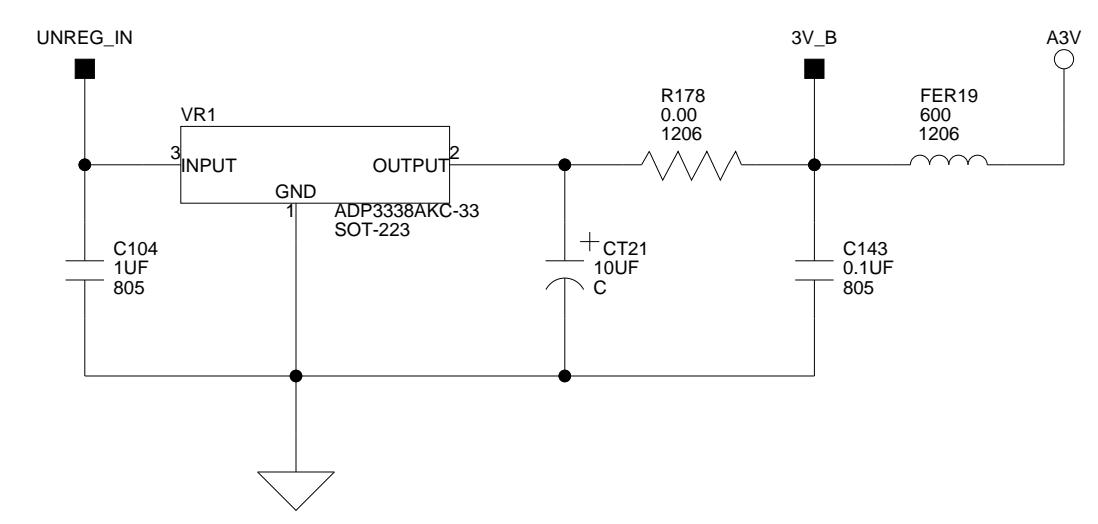 UNREG_IN
3V_B
A3V
R178
0.00
1206
FER19
600
1206
VR1
3
INPUT
OUTPUT
2
GND
1
ADP3338AKC-33
SOT-223
C104
1UF
805
+
CT21
10UF
C
C143
0.1UF
805